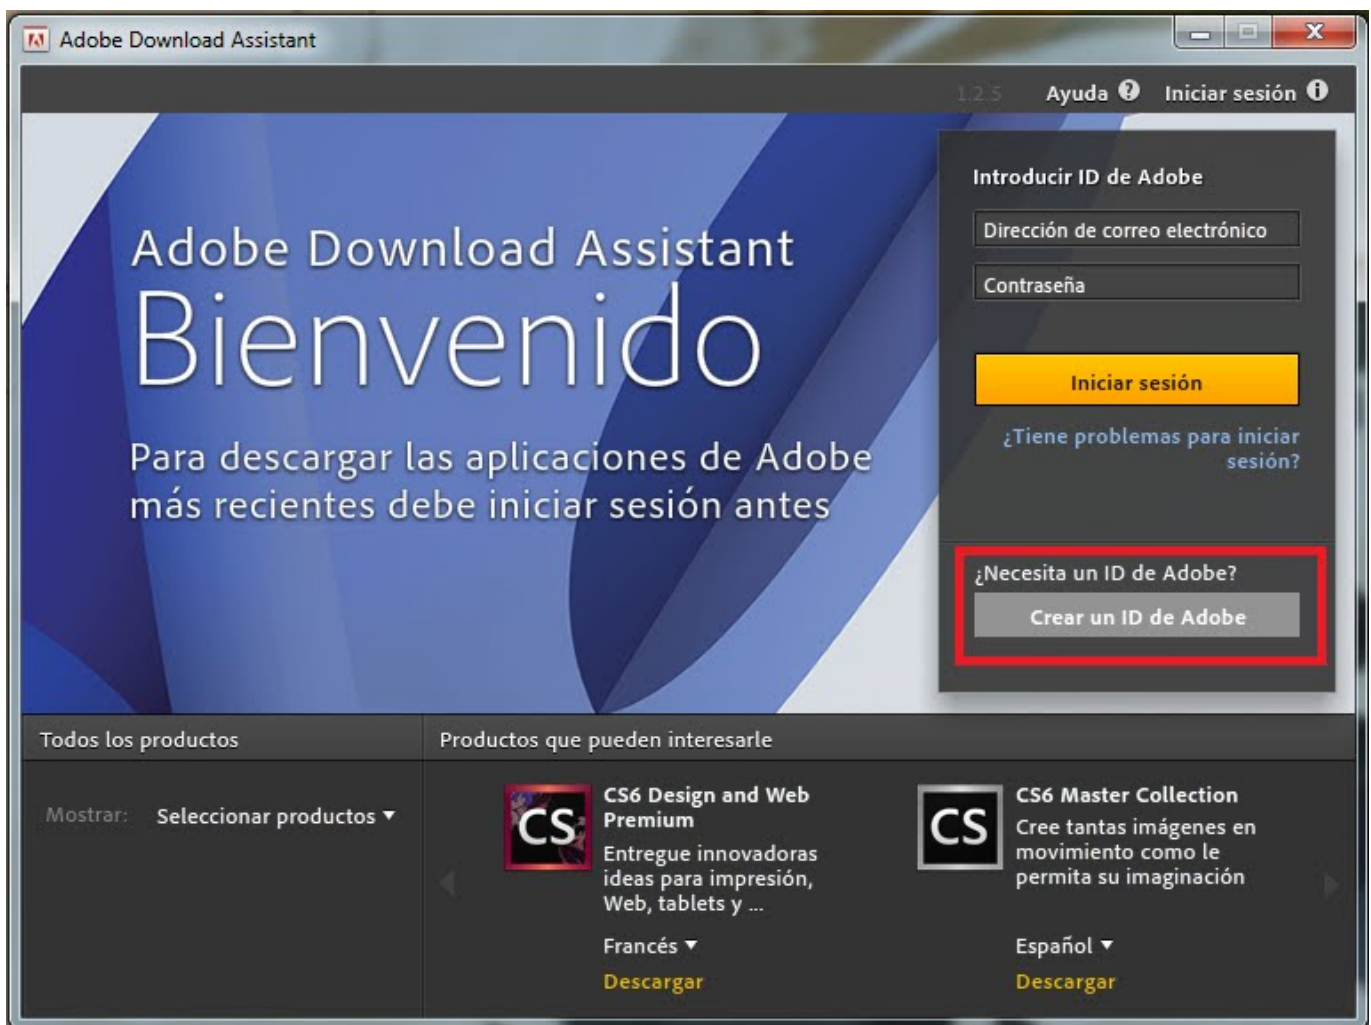 Adobe Download Assistant
1.2.5 Ayuda ? Iniciar sesión i
Adobe Download Assistant
Bienvenido
Para descargar las aplicaciones de Adobe
más recientes debe iniciar sesión antes
Introducir ID de Adobe
Dirección de correo electrónico
Contraseña
Iniciar sesión
¿Tiene problemas para iniciar
sesión?
¿Necesita un ID de Adobe?
Crear un ID de Adobe
Todos los productos
Mostrar: Seleccionar productos
Productos que pueden interesarle
CS
CS6 Design and Web
Premium
Entregue innovadoras
ideas para impresión,
Web, tablets y ...
Francés
Descargar
CS
CS6 Master Collection
Cree tantas imágenes en
movimiento como le
permita su imaginación
Español
Descargar